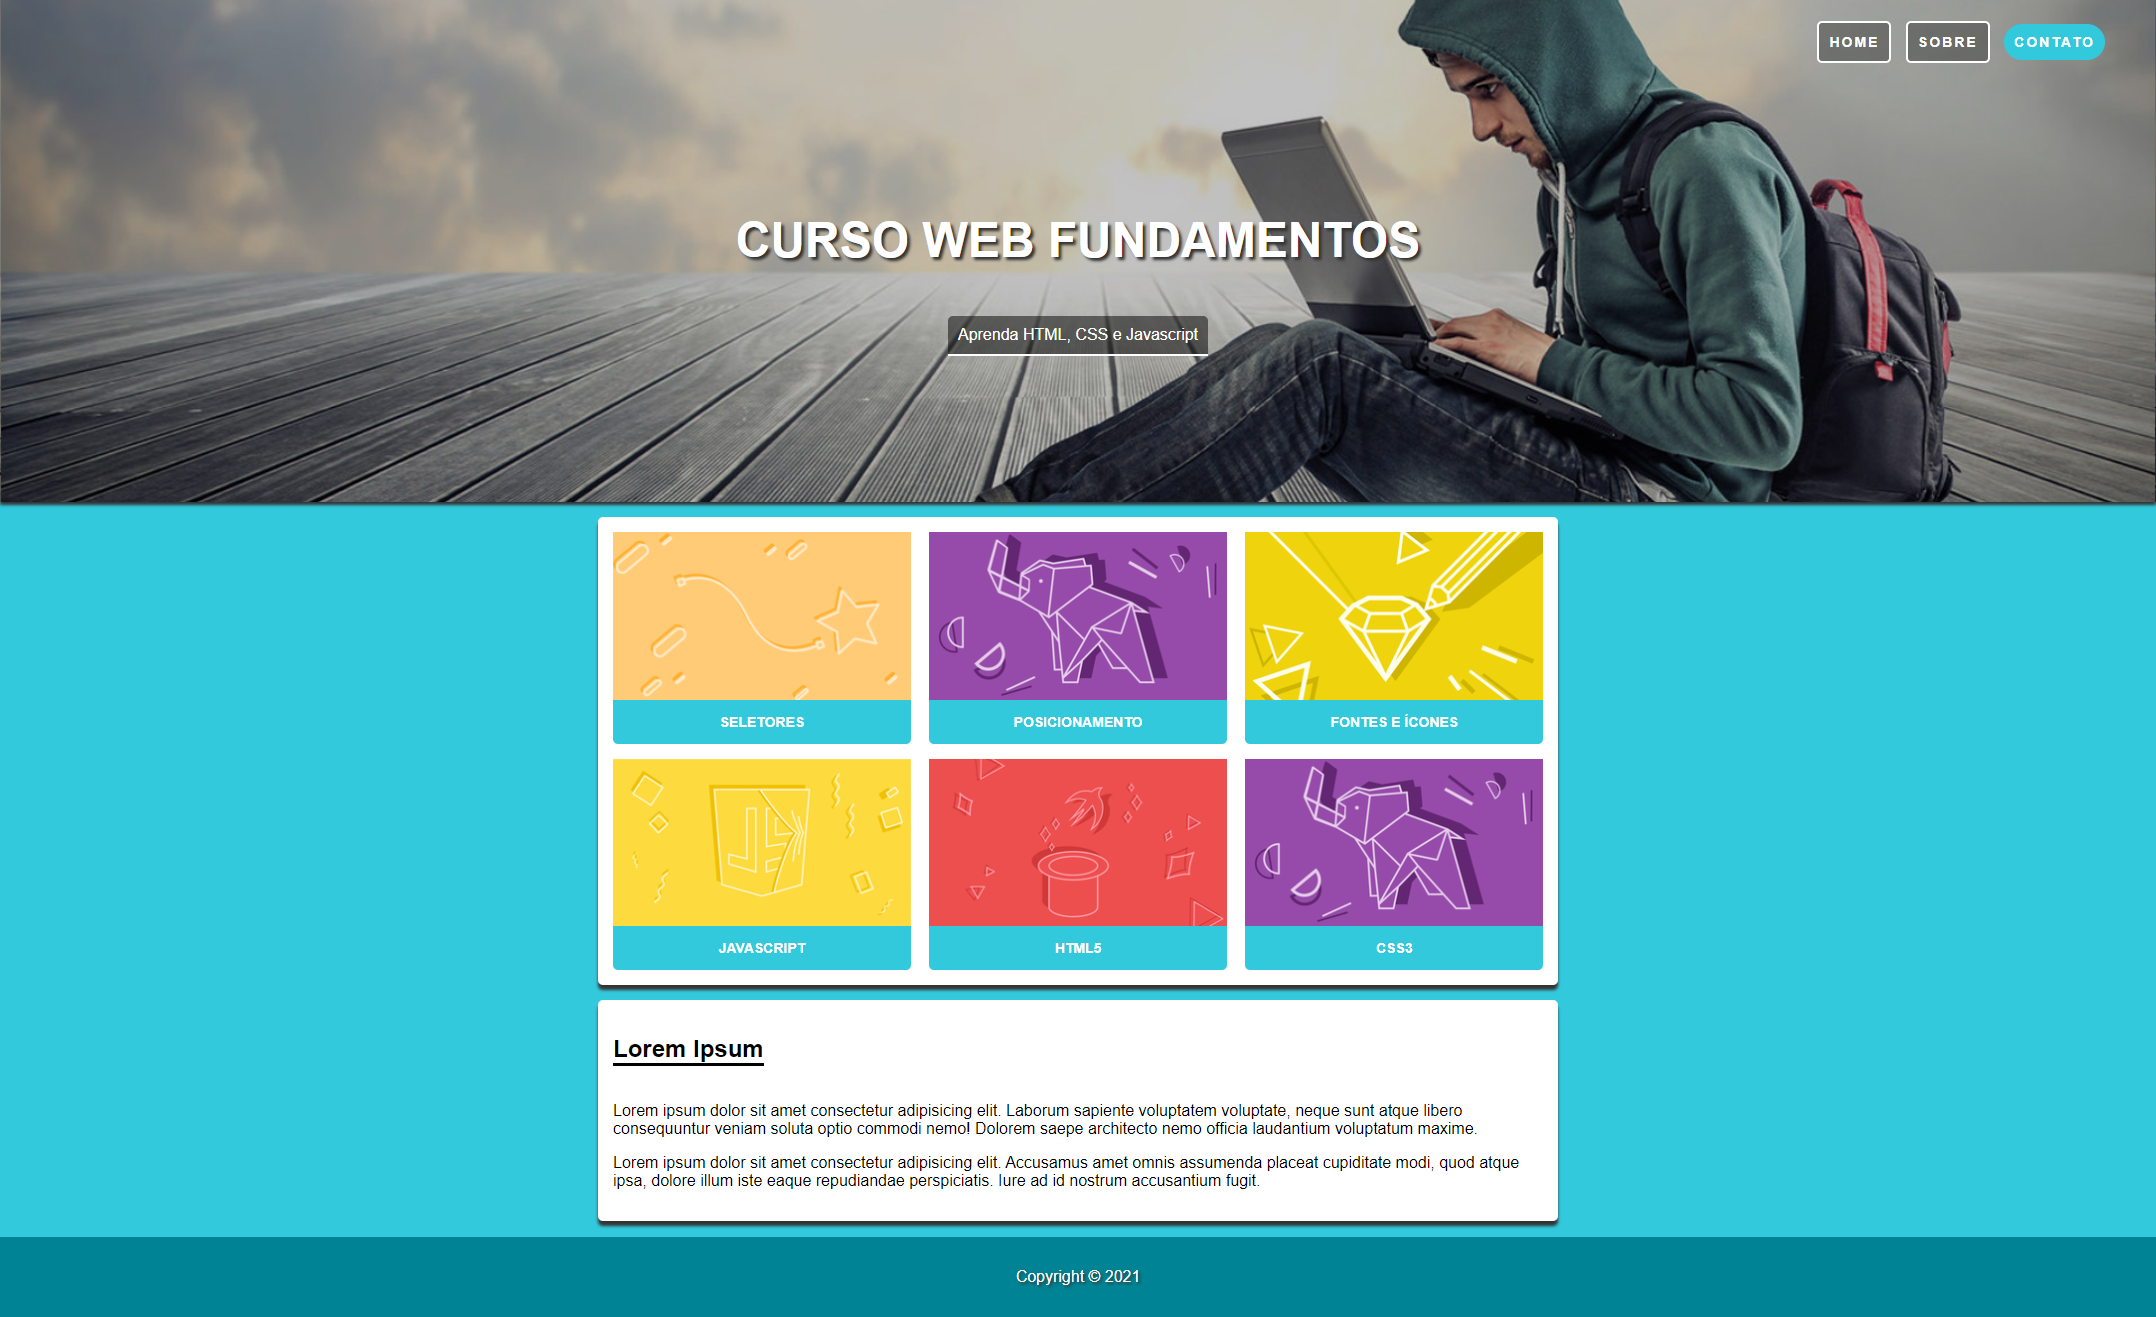 HOME SOBRE CONTATO
CURSO WEB FUNDAMENTOS
Aprenda HTML, CSS e Javascript
SELETORES POSICIONAMENTO FONTES E ÍCONES
JS
JAVASCRIPT HTML5 CSS3
Lorem Ipsum
Lorem ipsum dolor sit amet consectetur adipisicing elit. Laborum sapiente voluptatem voluptate, neque sunt atque libero
consequuntur veniam soluta optio commodi nemo! Dolorem saepe architecto nemo officia laudantium voluptatum maxime.
Lorem ipsum dolor sit amet consectetur adipisicing elit. Accusamus amet omnis assumenda placeat cupiditate modi, quod atque
ipsa, dolore illum iste eaque repudiandae perspiciatis. Iure ad id nostrum accusantium fugit.
Copyright © 2021